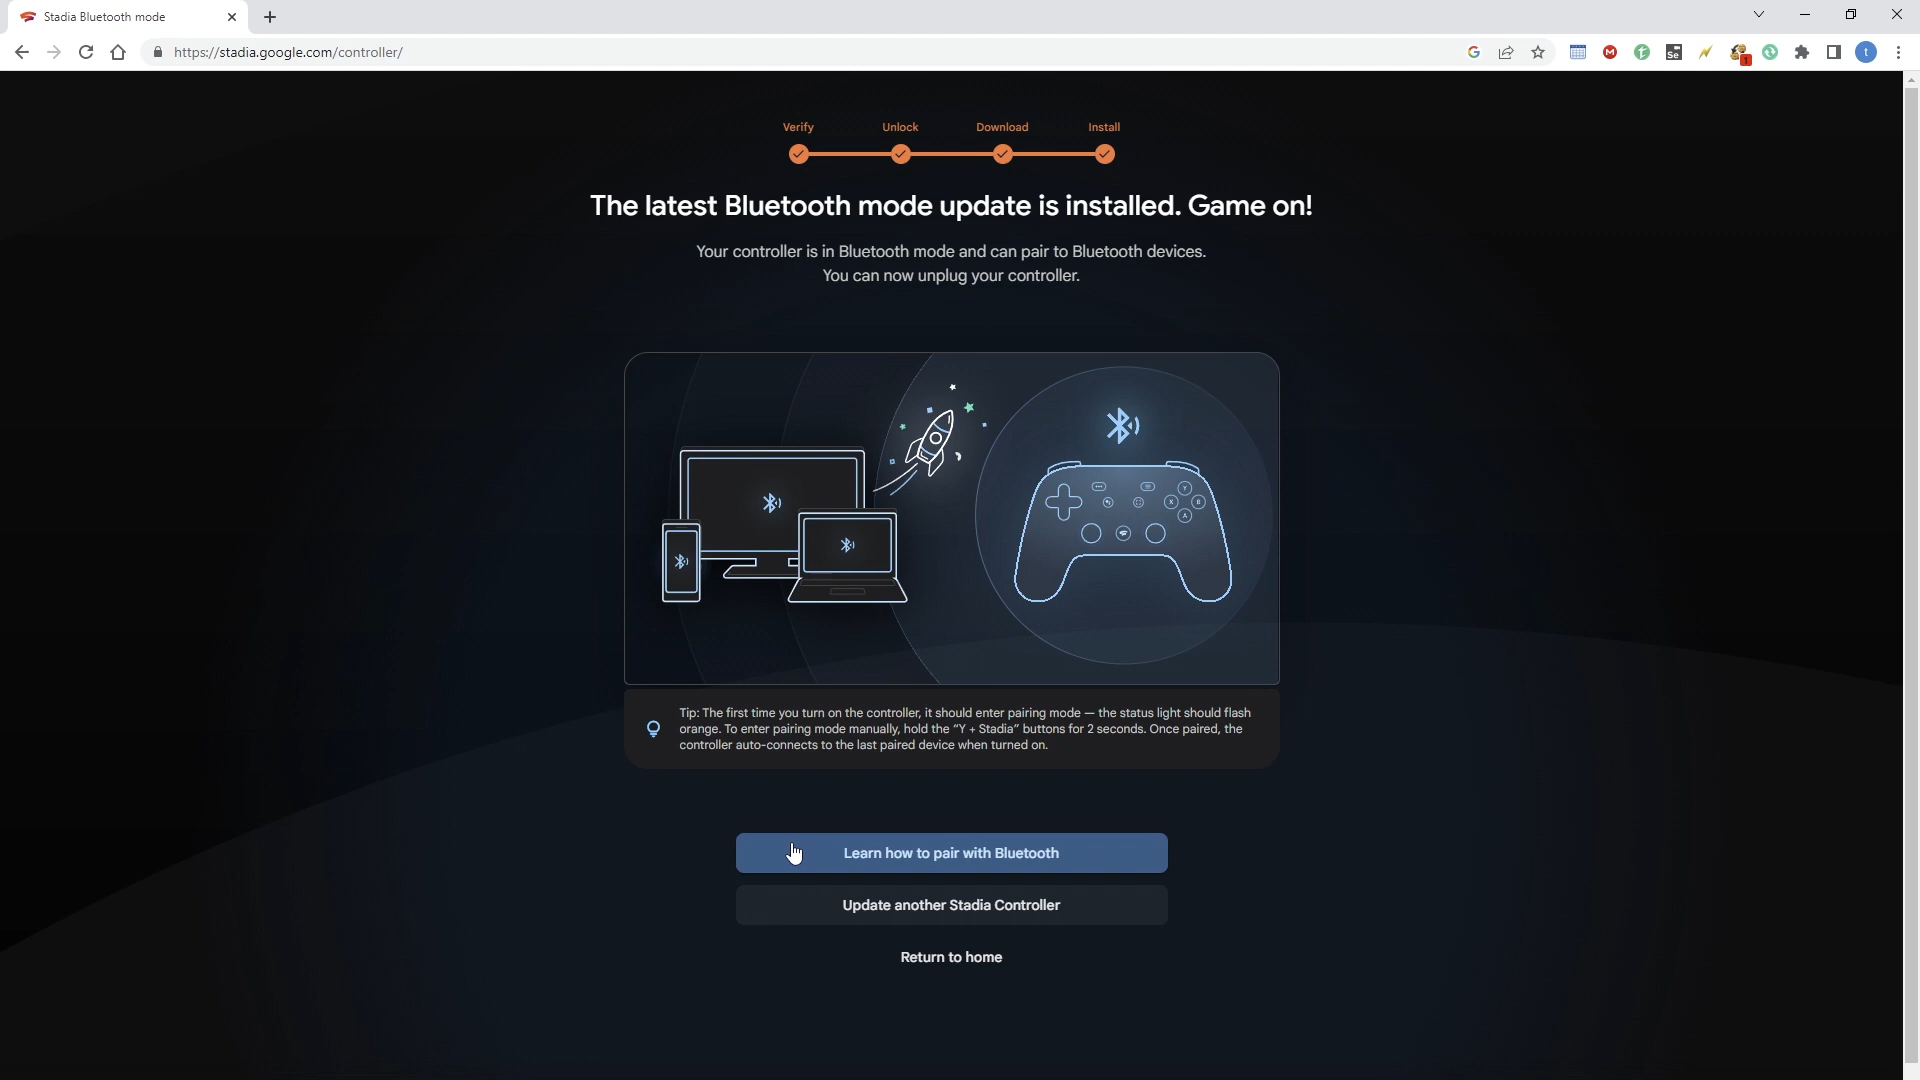 Stadia Bluetooth mode
https://stadia.google.com/controller/
Verify Unlock Download Install
The latest Bluetooth mode update is installed. Game on!
Your controller is in Bluetooth mode and can pair to Bluetooth devices.
You can now unplug your controller.
Y
X B
A
Tip: The first time you turn on the controller, it should enter pairing mode — the status light should flash
orange. To enter pairing mode manually, hold the “Y + Stadia” buttons for 2 seconds. Once paired, the
controller auto-connects to the last paired device when turned on.
Learn how to pair with Bluetooth
Update another Stadia Controller
Return to home